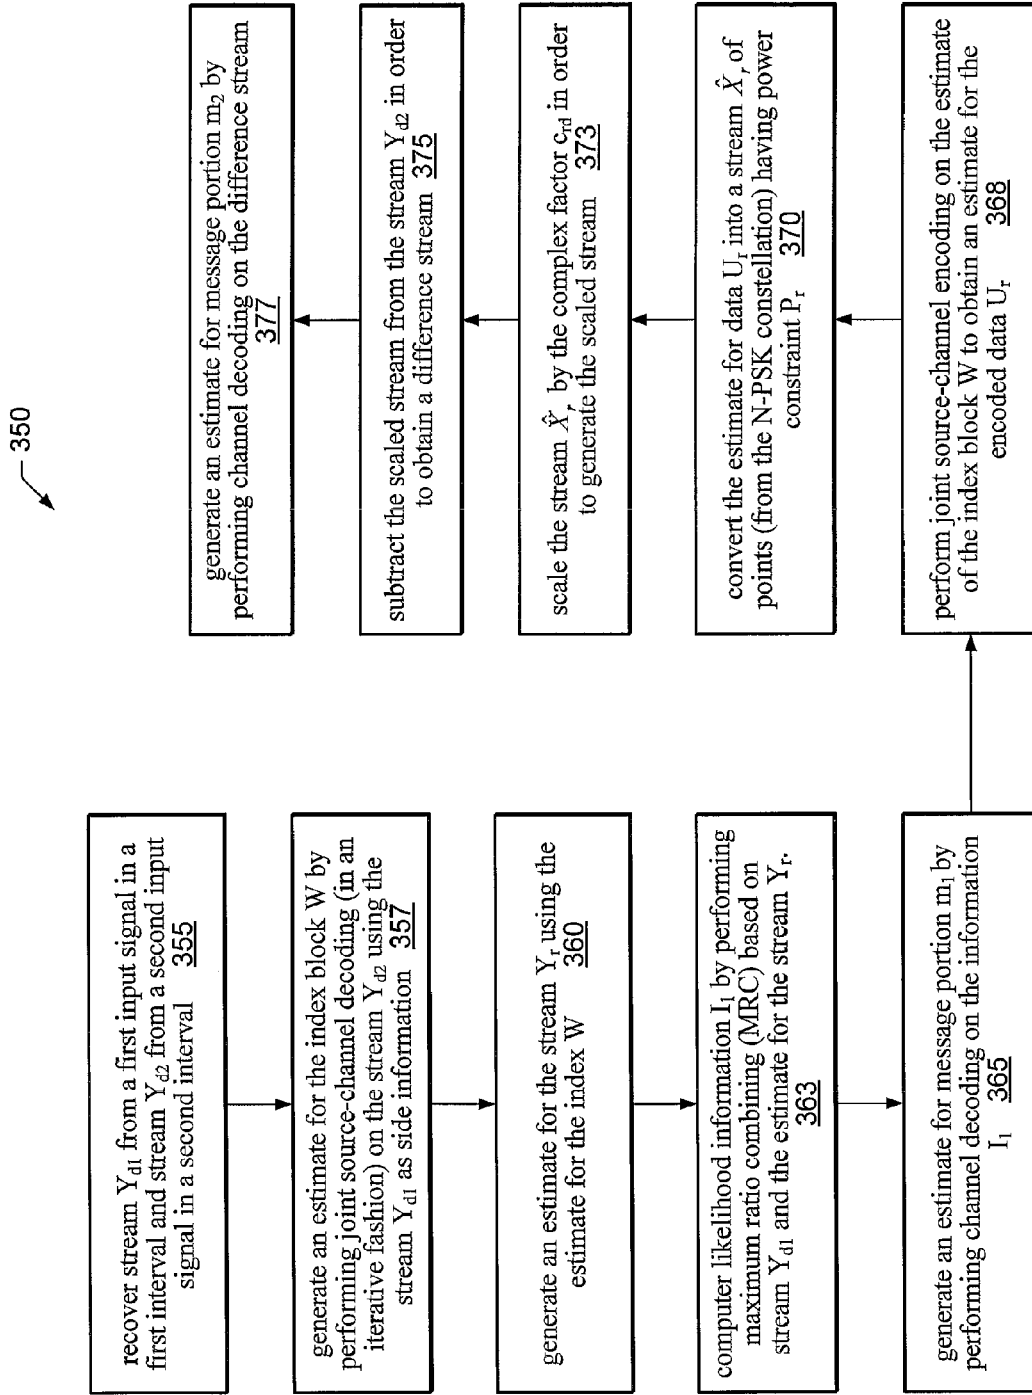 350
recover stream Y_d1 from a first input signal in a
first interval and stream Y_d2 from a second input
signal in a second interval 355
generate an estimate for the index block W by
performing joint source-channel decoding (in an
iterative fashion) on the stream Y_d2 using the
stream Y_d1 as side information 357
generate an estimate for the stream Y_r using the
estimate for the index W 360
computer likelihood information I_1 by performing
maximum ratio combining (MRC) based on
stream Y_d1 and the estimate for the stream Y_r.
363
generate an estimate for message portion m_1 by
performing channel decoding on the information
I_1 365
perform joint source-channel encoding on the estimate
of the index block W to obtain an estimate for the
encoded data U_r 368
convert the estimate for data U_r into a stream X̂_r of
points (from the N-PSK constellation) having power
constraint P_r 370
scale the stream X̂_r by the complex factor c_rd in order
to generate the scaled stream 373
subtract the scaled stream from the stream Y_d2 in order
to obtain a difference stream 375
generate an estimate for message portion m_2 by
performing channel decoding on the difference stream
377